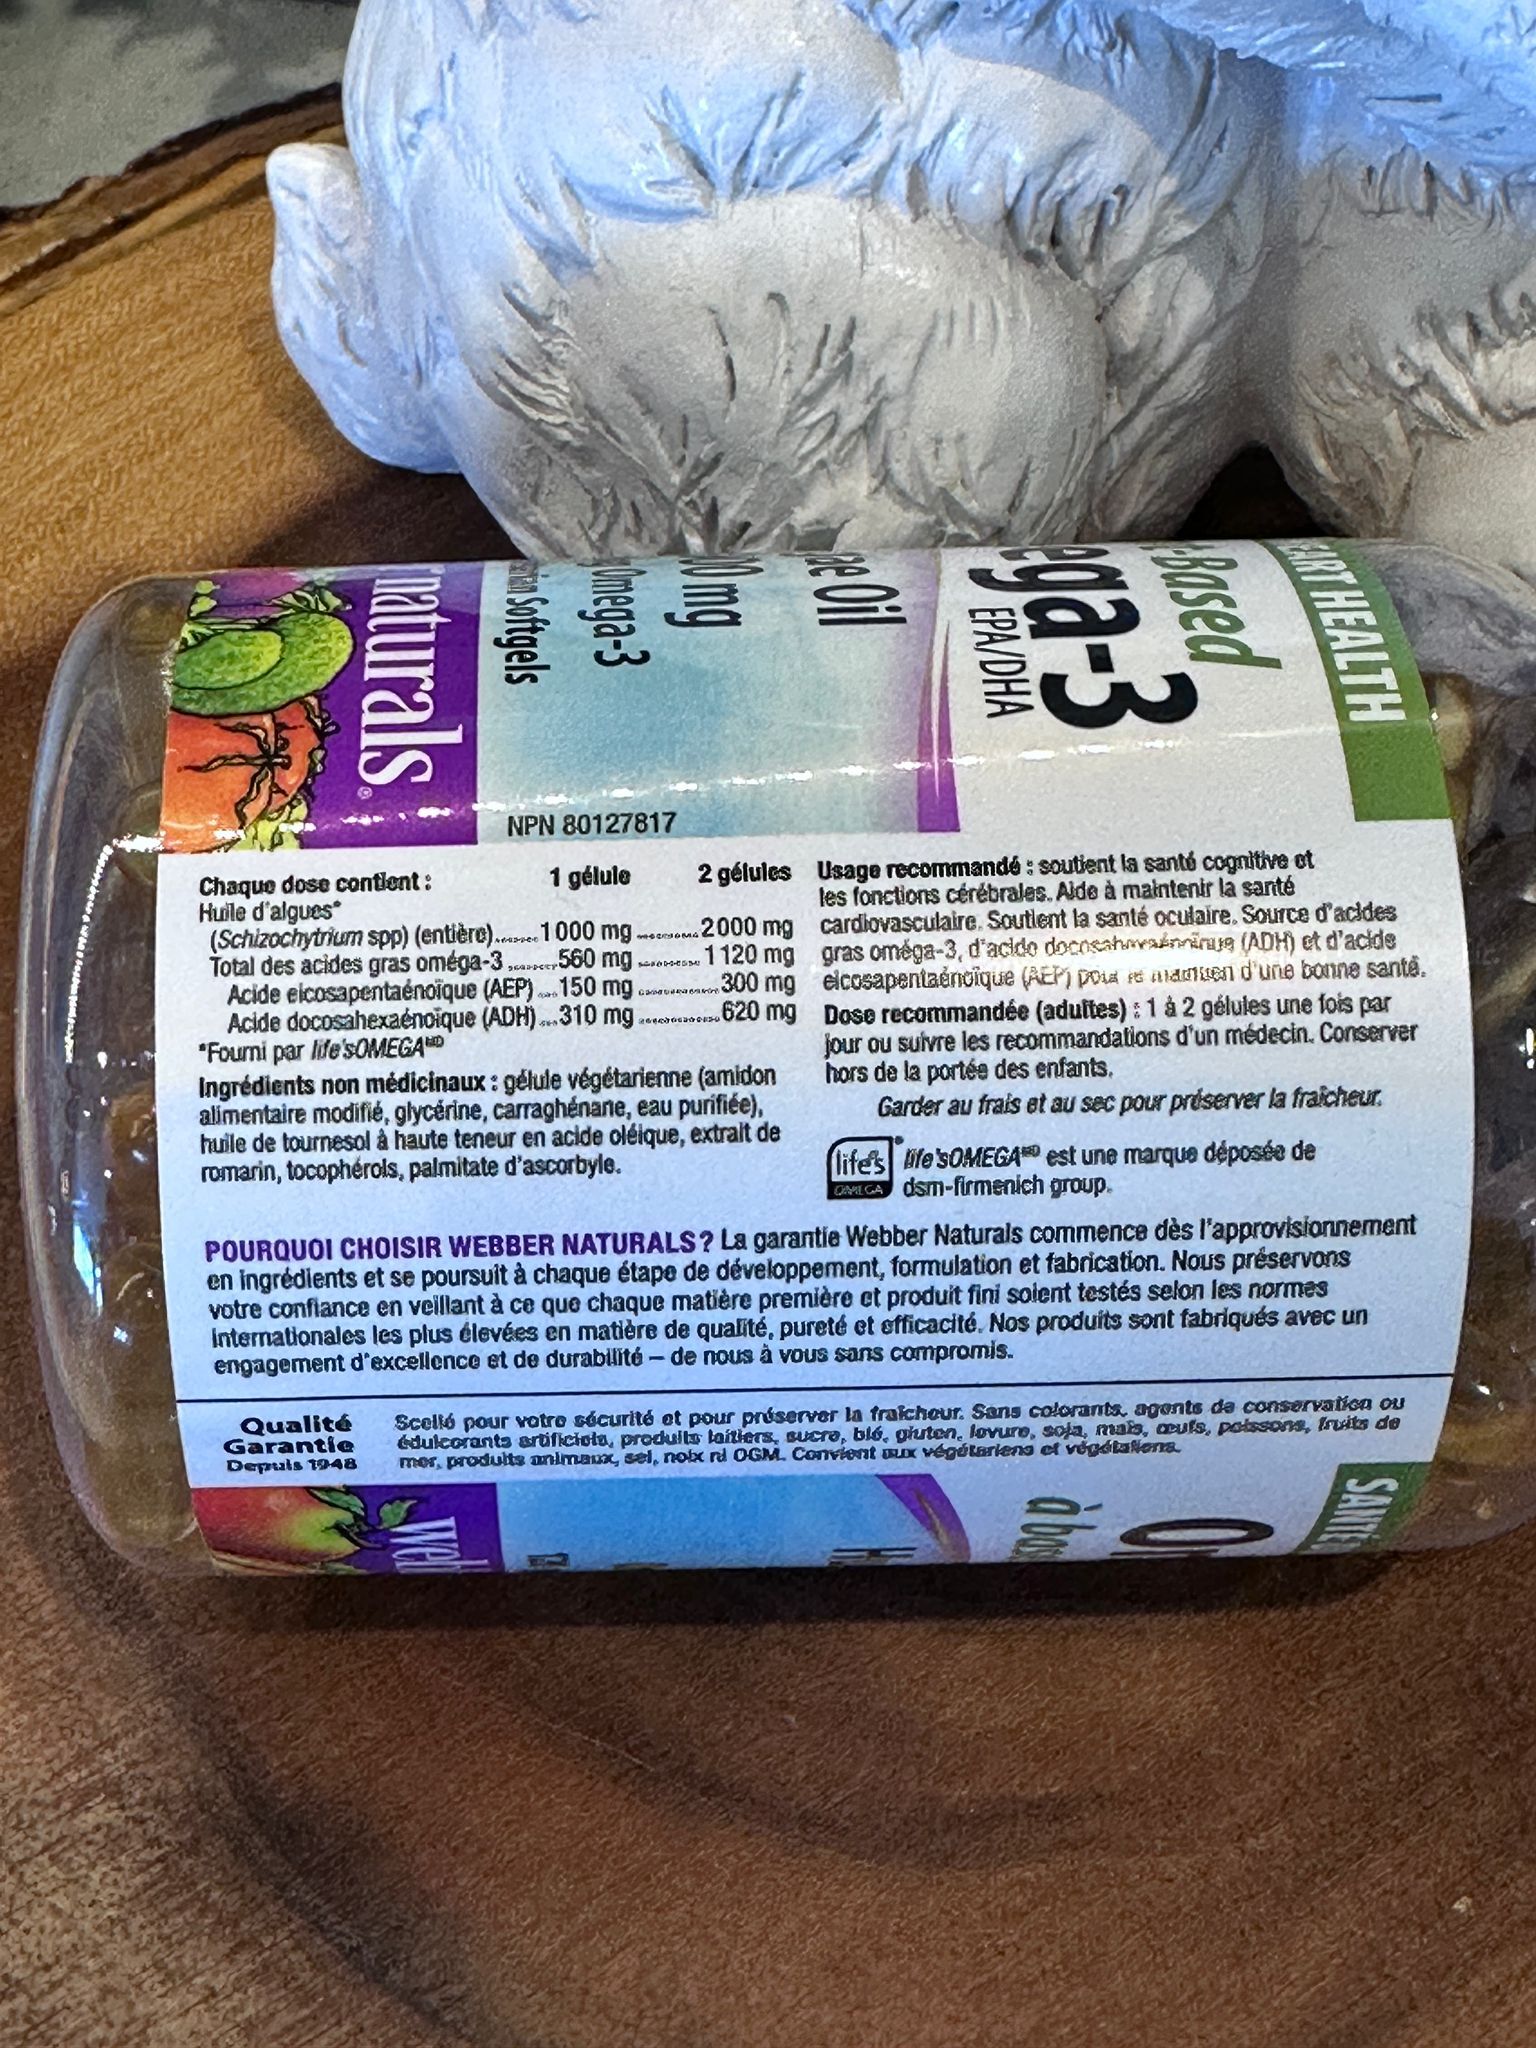 HEALTH
Based
ega-3
EPA/DHA
Oil
mg
Omega-3
Softgels
naturals®
NPN 80127817
Chaque dose contient : 1 gélule 2 gélules
Huile d'algues*
(Schizochytrium spp) (entière) 1 000 mg 2 000 mg
Total des acides gras oméga-3 560 mg 1 120 mg
Acide eicosapentaénoïque (AEP) 150 mg 300 mg
Acide docosahexaénoïque (ADH) 310 mg 620 mg
*Fourni par life'sOMEGAMD
Ingrédients non médicinaux : gélule végétarienne (amidon
alimentaire modifié, glycérine, carraghénane, eau purifiée),
huile de tournesol à haute teneur en acide oléique, extrait de
romarin, tocophérols, palmitate d'ascorbyle.
Usage recommandé : soutient la santé cognitive et
les fonctions cérébrales. Aide à maintenir la santé
cardiovasculaire. Soutient la santé oculaire. Source d'acides
gras oméga-3, d'acide docosahexaénoïque (ADH) et d'acide
eicosapentaénoïque (AEP) pour le maintien d'une bonne santé.
Dose recommandée (adultes) : 1 à 2 gélules une fois par
jour ou suivre les recommandations d'un médecin. Conserver
hors de la portée des enfants.
Garder au frais et au sec pour préserver la fraîcheur.
life's®
OMEGA
life'sOMEGAMD est une marque déposée de
dsm-firmenich group.
POURQUOI CHOISIR WEBBER NATURALS? La garantie Webber Naturals commence dès l'approvisionnement
en ingrédients et se poursuit à chaque étape de développement, formulation et fabrication. Nous préservons
votre confiance en veillant à ce que chaque matière première et produit fini soient testés selon les normes
internationales les plus élevées en matière de qualité, pureté et efficacité. Nos produits sont fabriqués avec un
engagement d'excellence et de durabilité – de nous à vous sans compromis.
Qualité
Garantie
Depuis 1948
Scellé pour votre sécurité et pour préserver la fraîcheur. Sans colorants, agents de conservation ou
édulcorants artificiels, produits laitiers, sucre, blé, gluten, levure, soja, maïs, œufs, poissons, fruits de
mer, produits animaux, sel, noix ni OGM. Convient aux végétariens et végétaliens.
SANTÉ
à